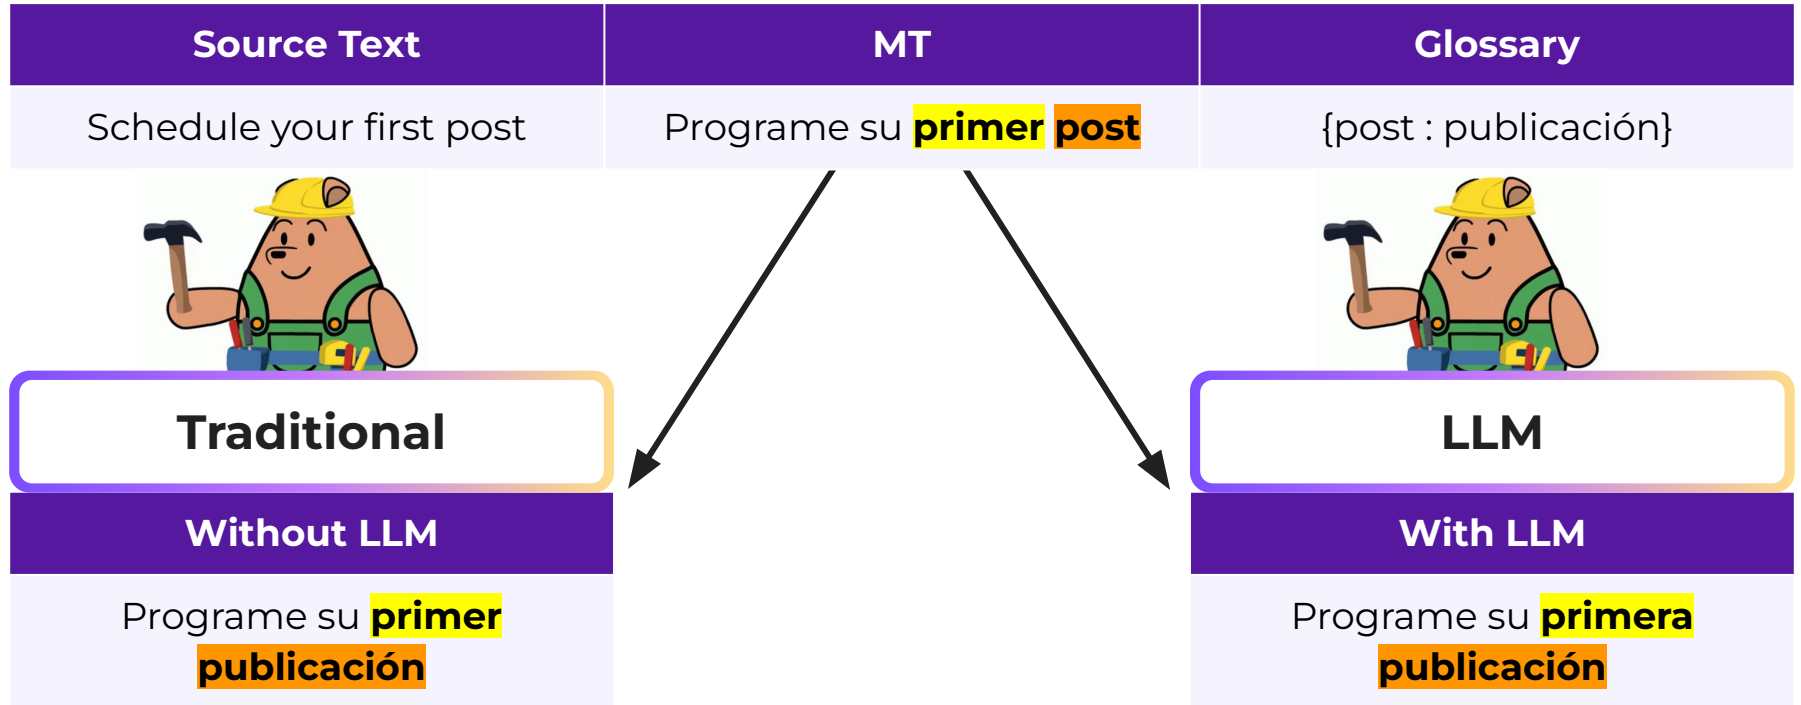 Source Text
MT
Glossary
Schedule your first post
Programe su primer post
{post : publicación}
Traditional
LLM
Without LLM
With LLM
Programe su primer
publicación
Programe su primera
publicación